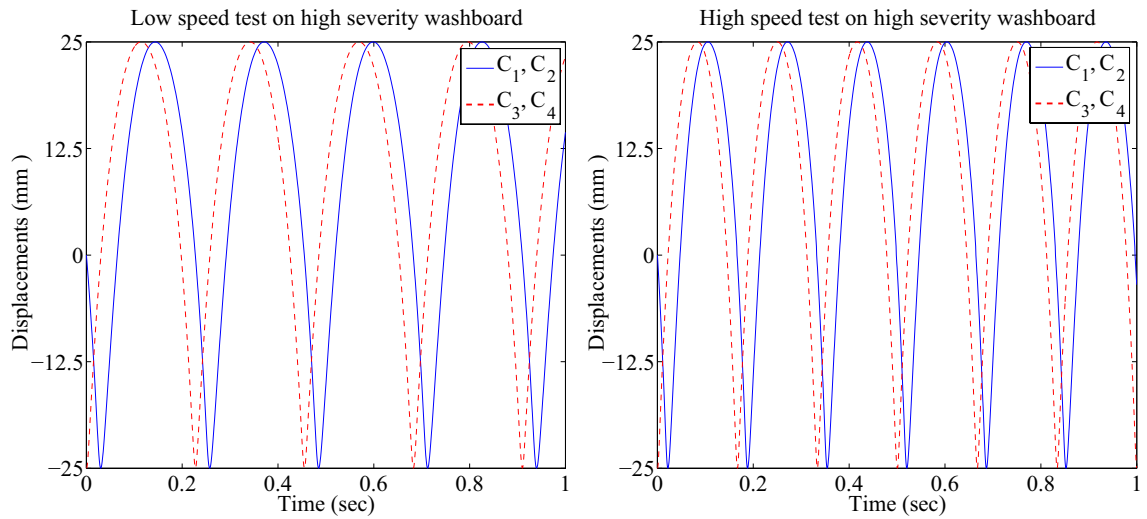 Low speed test on high severity washboard
25
12.5
0
−12.5
−25
Displacements (mm )
C1, C2
C3, C4
0
0.2
0.4
0.6
0.8
1
Time (sec)
High speed test on high severity washboard
25
12.5
0
−12.5
−25
Displacements (mm )
C1, C2
C3, C4
0
0.2
0.4
0.6
0.8
1
Time (sec)